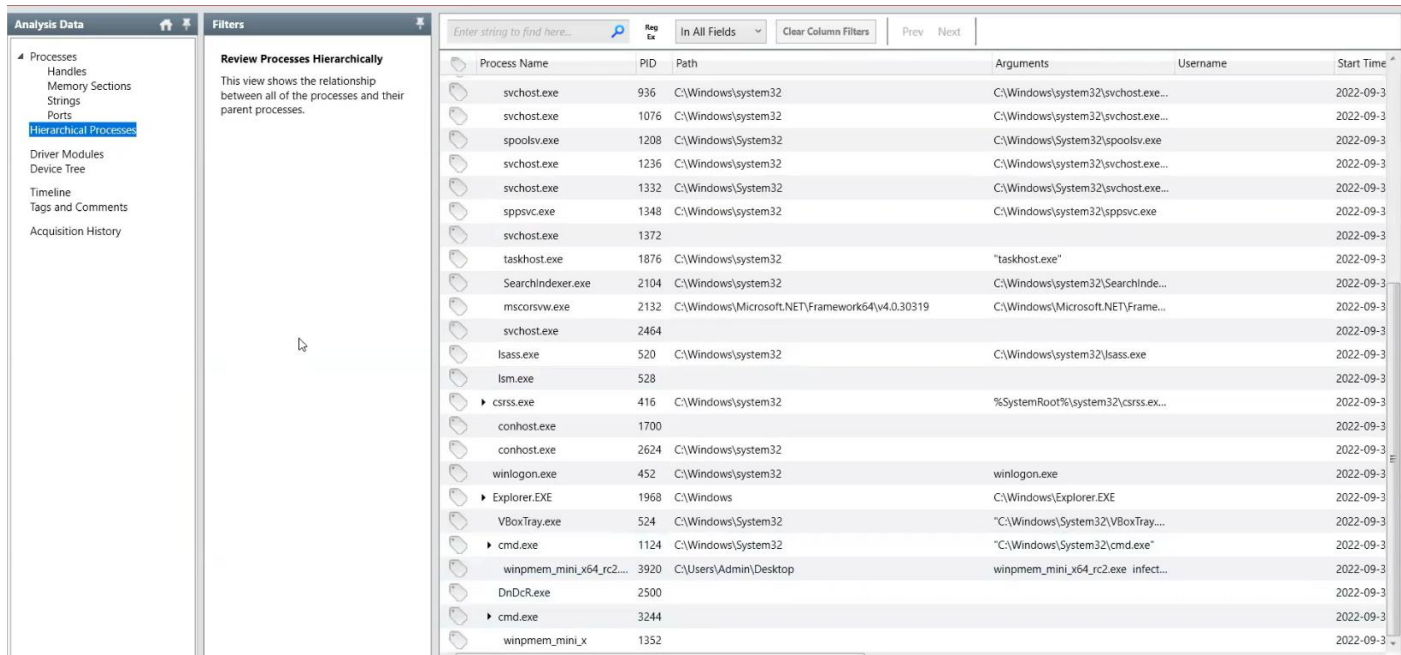 Analysis Data
Processes
Handles
Memory Sections
Strings
Ports
Hierarchical Processes
Driver Modules
Device Tree
Timeline
Tags and Comments
Acquisition History
Filters
Review Processes Hierarchically
This view shows the relationship
between all of the processes and their
parent processes.
Enter string to find here... Reg Ex In All Fields Clear Column Filters Prev Next
Process Name PID Path Arguments Username Start Time
svchost.exe 936 C:\Windows\system32 C:\Windows\system32\svchost.exe... 2022-09-3
svchost.exe 1076 C:\Windows\system32 C:\Windows\system32\svchost.exe... 2022-09-3
spoolsv.exe 1208 C:\Windows\System32 C:\Windows\System32\spoolsv.exe 2022-09-3
svchost.exe 1236 C:\Windows\system32 C:\Windows\system32\svchost.exe... 2022-09-3
svchost.exe 1332 C:\Windows\System32 C:\Windows\System32\svchost.exe... 2022-09-3
sppsvc.exe 1348 C:\Windows\system32 C:\Windows\system32\sppsvc.exe 2022-09-3
svchost.exe 1372 2022-09-3
taskhost.exe 1876 C:\Windows\system32 "taskhost.exe" 2022-09-3
SearchIndexer.exe 2104 C:\Windows\system32 C:\Windows\system32\SearchInde... 2022-09-3
mscorsvw.exe 2132 C:\Windows\Microsoft.NET\Framework64\v4.0.30319 C:\Windows\Microsoft.NET\Frame... 2022-09-3
svchost.exe 2464 2022-09-3
lsass.exe 520 C:\Windows\system32 C:\Windows\system32\lsass.exe 2022-09-3
lsm.exe 528 2022-09-3
csrss.exe 416 C:\Windows\system32 %SystemRoot%\system32\csrss.ex... 2022-09-3
conhost.exe 1700 2022-09-3
conhost.exe 2624 C:\Windows\system32 2022-09-3
winlogon.exe 452 C:\Windows\system32 winlogon.exe 2022-09-3
Explorer.EXE 1968 C:\Windows C:\Windows\Explorer.EXE 2022-09-3
VBoxTray.exe 524 C:\Windows\System32 "C:\Windows\System32\VBoxTray.... 2022-09-3
cmd.exe 1124 C:\Windows\System32 "C:\Windows\System32\cmd.exe" 2022-09-3
winpmem_mini_x64_rc2.... 3920 C:\Users\Admin\Desktop winpmem_mini_x64_rc2.exe infect... 2022-09-3
DnDcR.exe 2500 2022-09-3
cmd.exe 3244 2022-09-3
winpmem_mini_x 1352 2022-09-3